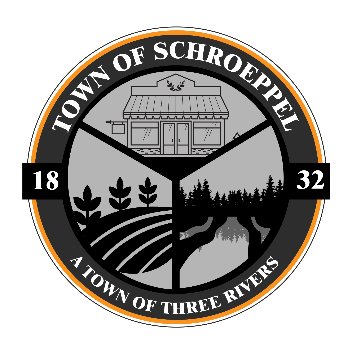 TOWN OF SCHROEPPEL
18 32
A TOWN OF THREE RIVERS